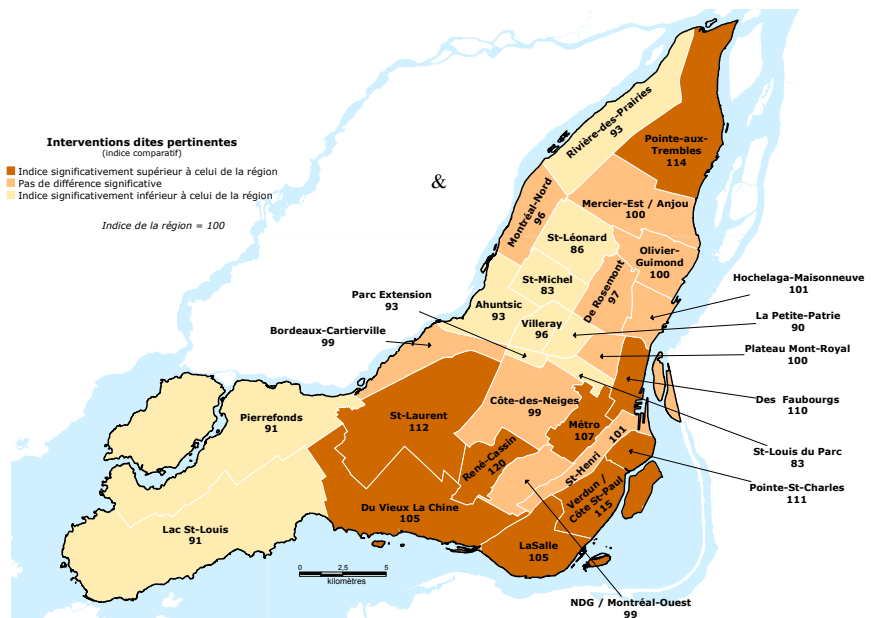 Interventions dites pertinentes
(indice comparatif)
Indice significativement supérieur à celui de la région
Pas de différence significative
Indice significativement inférieur à celui de la région
Indice de la région = 100
&
Rivière-des-Prairies
93
Pointe-aux-
Trembles
114
Montréal-Nord
96
Mercier-Est / Anjou
100
St-Léonard
86
Olivier-
Guimond
100
St-Michel
83
De Rosemont
97
Hochelaga-Maisonneuve
101
Parc Extension
93
Ahuntsic
93
Villeray
96
La Petite-Patrie
90
Bordeaux-Cartierville
99
Plateau Mont-Royal
100
Côte-des-Neiges
99
Des Faubourgs
110
Pierrefonds
91
St-Laurent
112
Métro
107
St-Louis du Parc
83
René-Cassin
120
St-Henri
101
Pointe-St-Charles
111
Verdun /
Côte St-Paul
115
Du Vieux La Chine
105
Lac St-Louis
91
LaSalle
105
NDG / Montréal-Ouest
99
0 2,5 5
kilomètres